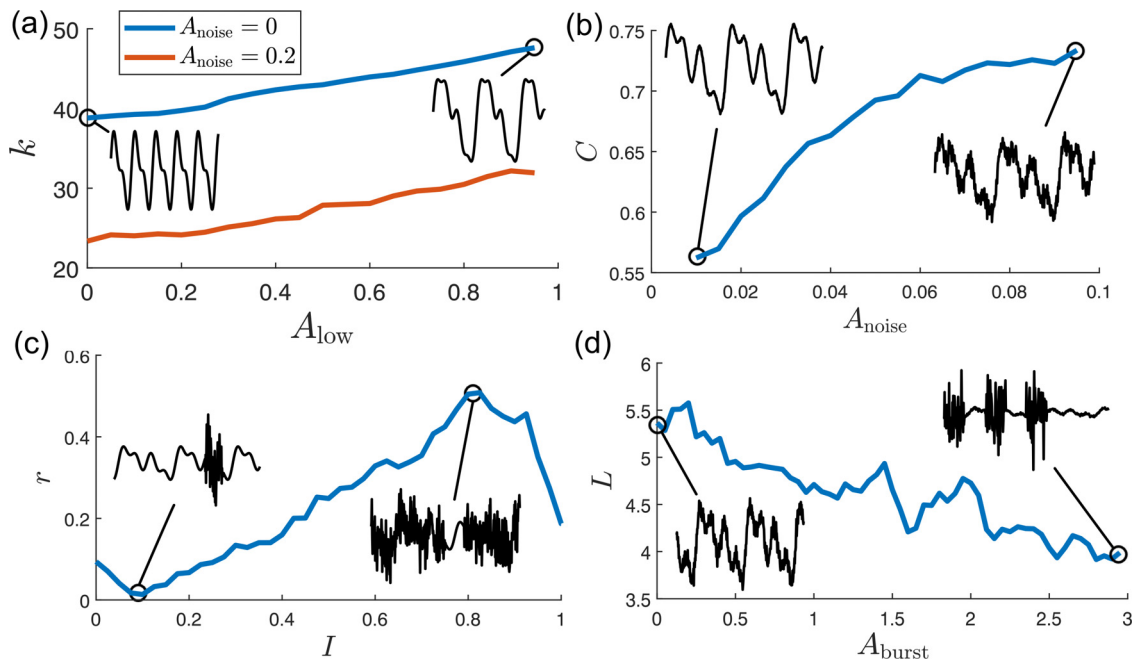 (a)
50
40
30
20
k
A_noise = 0
A_noise = 0.2
0 0.2 0.4 0.6 0.8 1
A_low
(b)
0.75
0.7
0.65
0.6
0.55
C
0 0.02 0.04 0.06 0.08 0.1
A_noise
(c)
0.6
0.4
0.2
0
r
0 0.2 0.4 0.6 0.8 1
I
(d)
6
5.5
5
4.5
4
3.5
L
0 0.5 1 1.5 2 2.5 3
A_burst